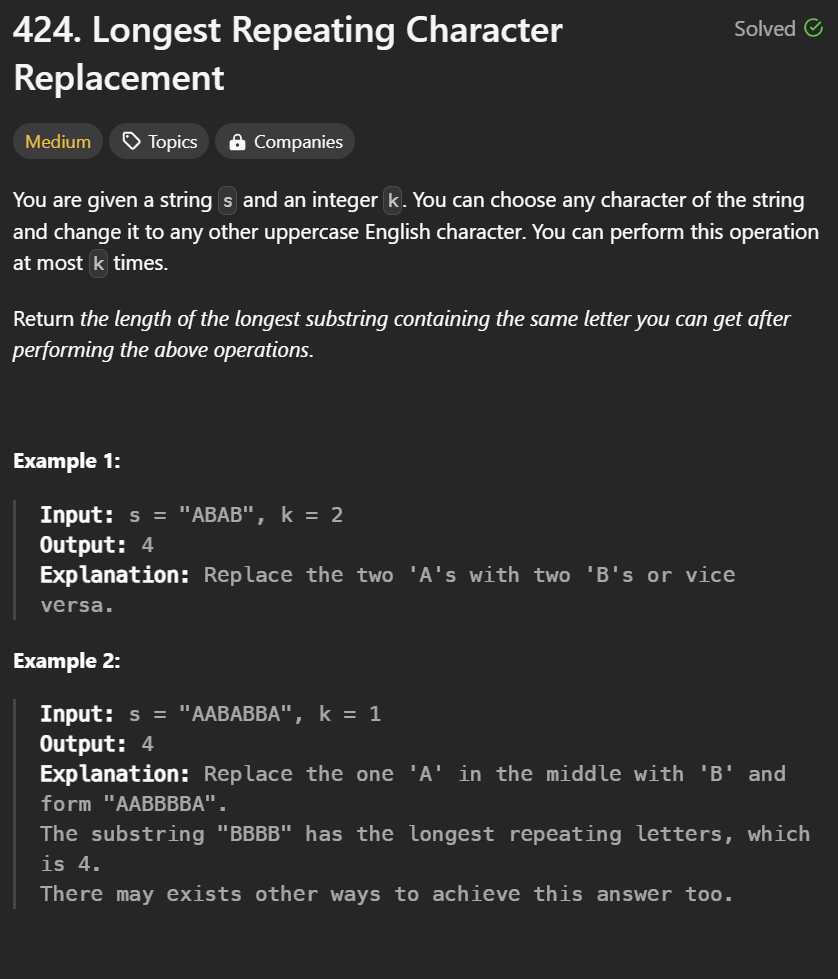 424. Longest Repeating Character
Replacement
Solved
Medium Topics Companies
You are given a string s and an integer k. You can choose any character of the string
and change it to any other uppercase English character. You can perform this operation
at most k times.
Return the length of the longest substring containing the same letter you can get after
performing the above operations.
Example 1:
Input: s = "ABAB", k = 2
Output: 4
Explanation: Replace the two 'A's with two 'B's or vice
versa.
Example 2:
Input: s = "AABABBA", k = 1
Output: 4
Explanation: Replace the one 'A' in the middle with 'B' and
form "AABBBBA".
The substring "BBBB" has the longest repeating letters, which
is 4.
There may exists other ways to achieve this answer too.